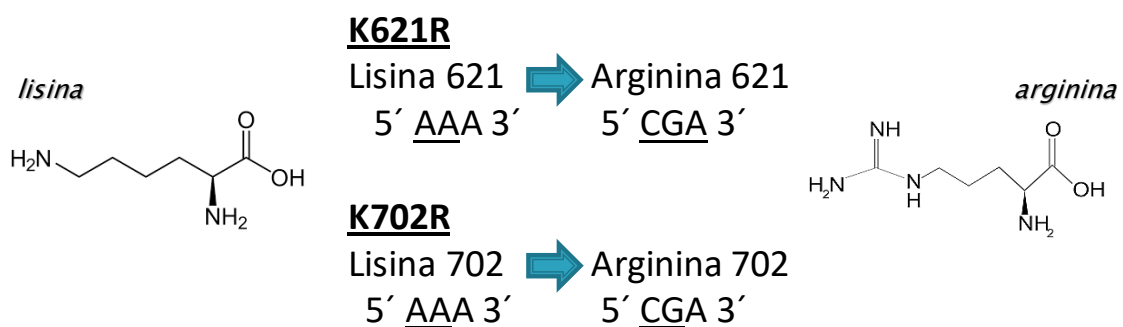 K621R
Lisina 621 Arginina 621
5´ AAA 3´ 5´ CGA 3´
lisina
arginina
O
H₂N
OH
NH₂
NH
O
H₂N
N
H
OH
NH₂
K702R
Lisina 702 Arginina 702
5´ AAA 3´ 5´ CGA 3´